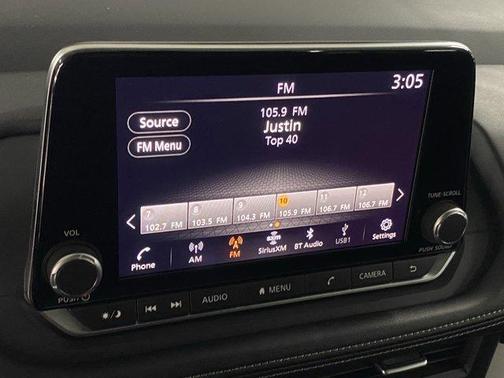 FM 3:05
105.9 FM
Source
Justin
FM Menu
Top 40
7 8 9 10 11 12
102.7 FM 103.5 FM 104.3 FM 105.9 FM 106.7 FM 106.7 FM
TUNE·SCROLL
VOL
Phone AM FM SiriusXM BT Audio USB1 Settings
PUSH SOUND
PUSH
AUDIO MENU CAMERA